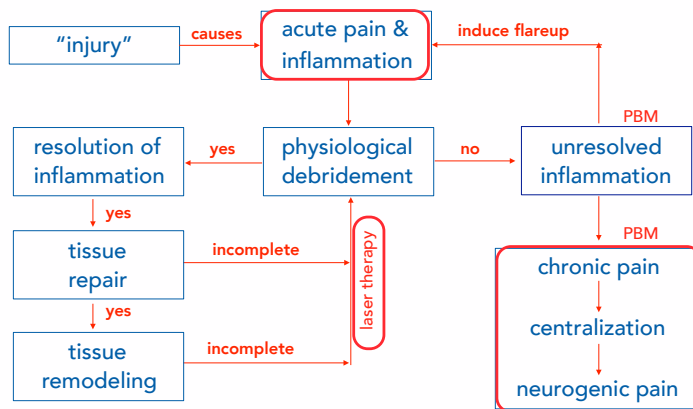 “injury”
causes
acute pain &
inflammation
induce flareup
PBM
resolution of
inflammation
yes
physiological
debridement
no
unresolved
inflammation
yes
PBM
tissue
repair
incomplete
laser therapy
chronic pain
yes
centralization
tissue
remodeling
incomplete
neurogenic pain